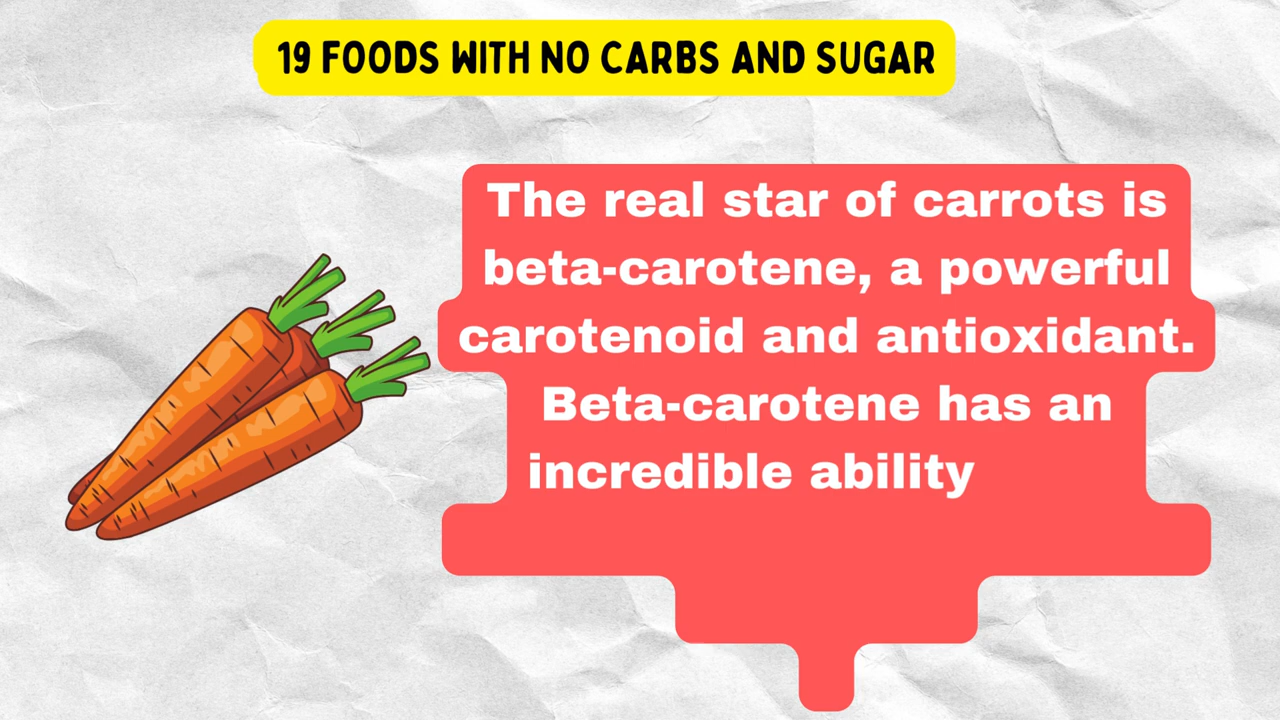 19 FOODS WITH NO CARBS AND SUGAR
The real star of carrots is
beta-carotene, a powerful
carotenoid and antioxidant.
Beta-carotene has an
incredible ability